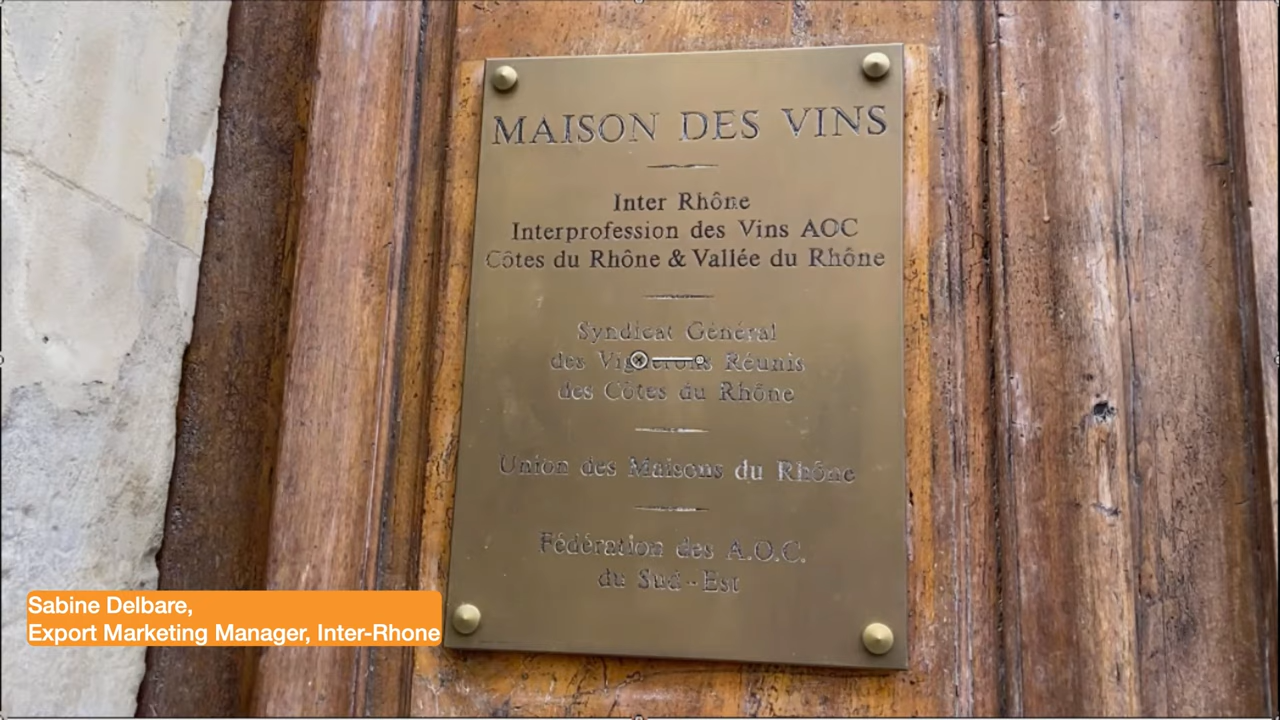 MAISON DES VINS
Inter Rhône
Interprofession des Vins AOC
Côtes du Rhône & Vallée du Rhône
Syndicat Général
des Vignerons Réunis
des Côtes du Rhône
Union des Maisons du Rhône
Fédération des A.O.C.
du Sud-Est
Sabine Delbare,
Export Marketing Manager, Inter-Rhone